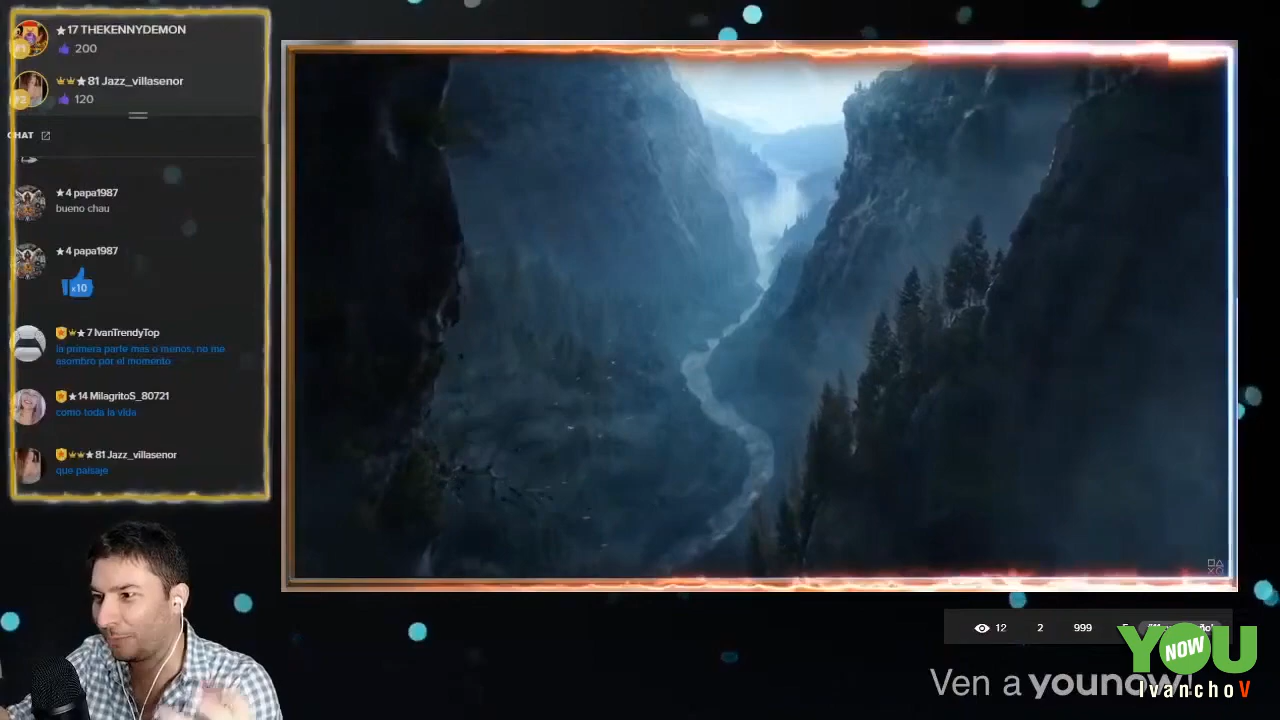 ★17 THEKENNYDEMON
200
★81 Jazz_villasenor
120
CHAT
★4 papa1987
bueno chau
★4 papa1987
x10
★7 IvanTrendyTop
la primera parte mas o menos, no me
asombro por el momento
★14 MilagritoS_80721
como toda la vida
★81 Jazz_villasenor
que paisaje
12 2 999
YOU
NOW
Ven a younow!
IvanchoV